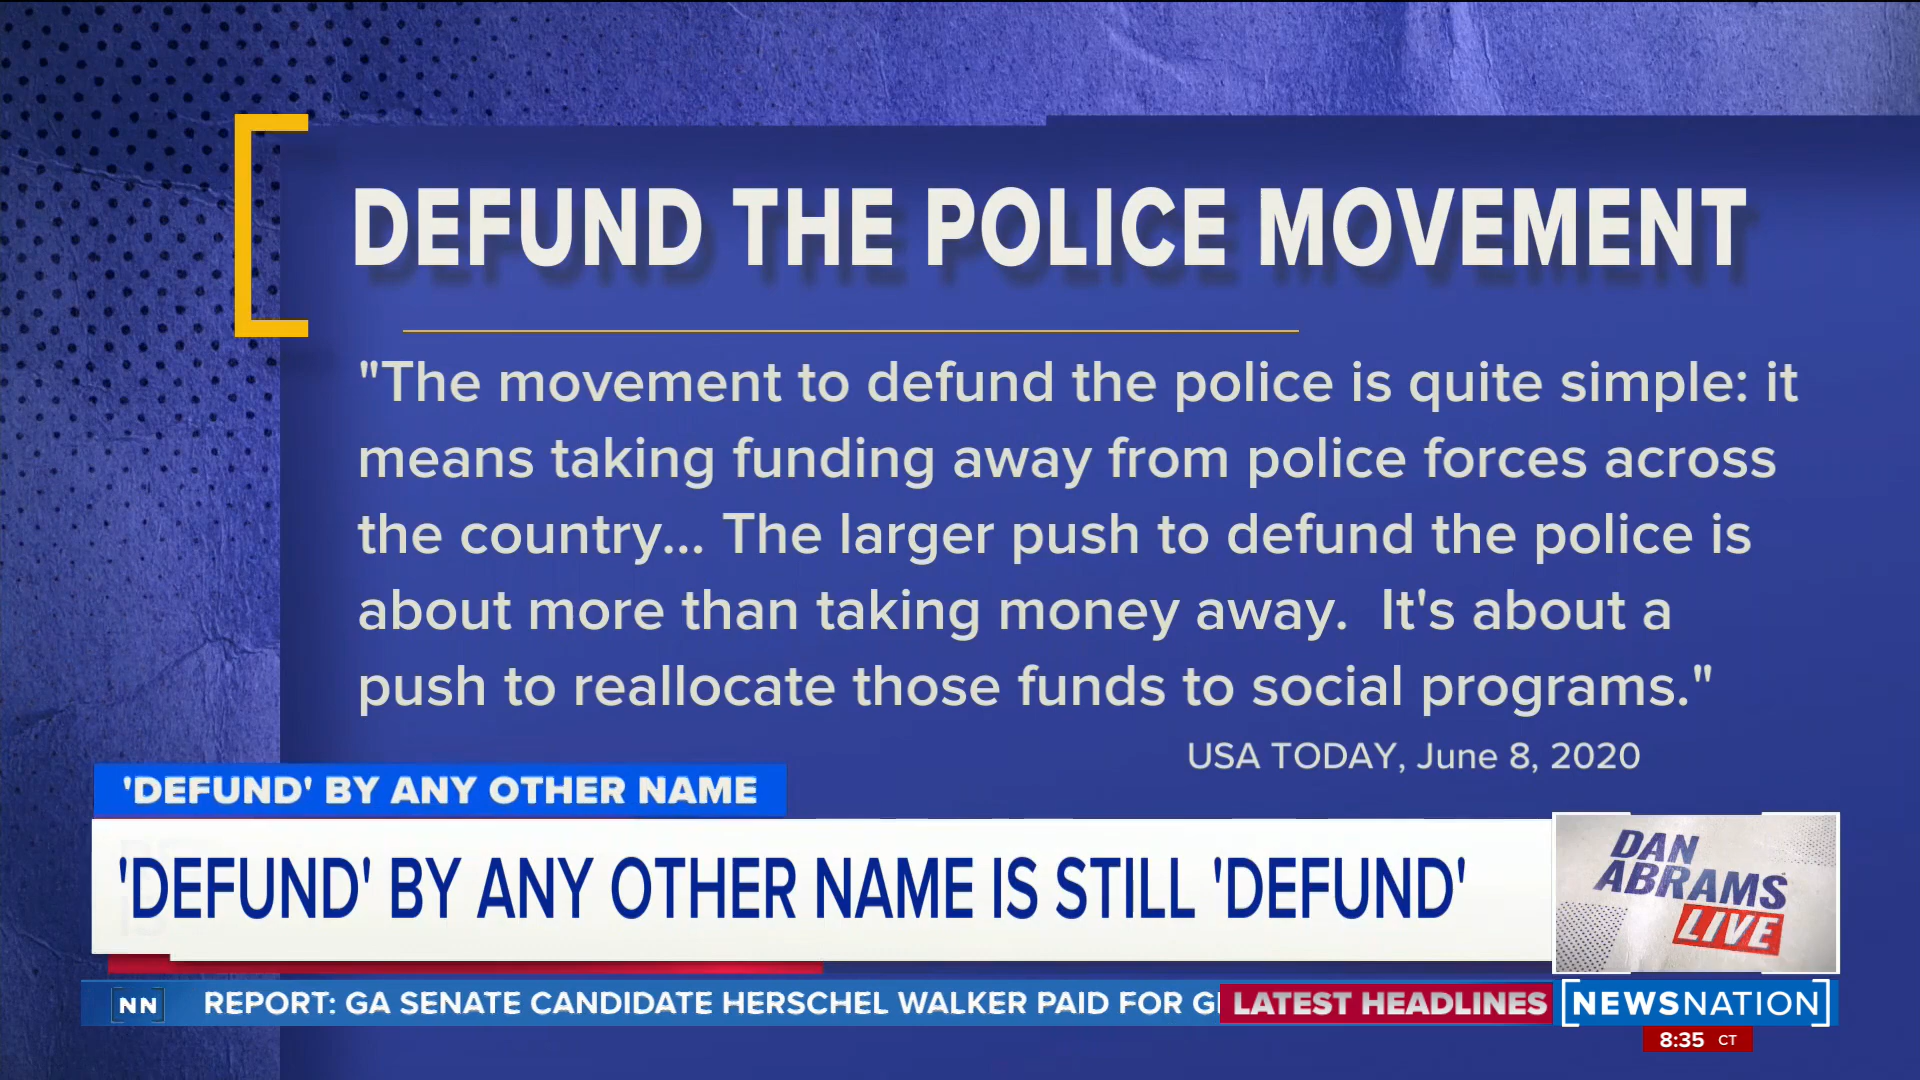 DEFUND THE POLICE MOVEMENT
"The movement to defund the police is quite simple: it
means taking funding away from police forces across
the country... The larger push to defund the police is
about more than taking money away.  It's about a
push to reallocate those funds to social programs."
USA TODAY, June 8, 2020
'DEFUND' BY ANY OTHER NAME
'DEFUND' BY ANY OTHER NAME IS STILL 'DEFUND'
DAN
ABRAMS
LIVE
NN REPORT: GA SENATE CANDIDATE HERSCHEL WALKER PAID FOR LATEST HEADLINES NEWSNATION
8:35 CT